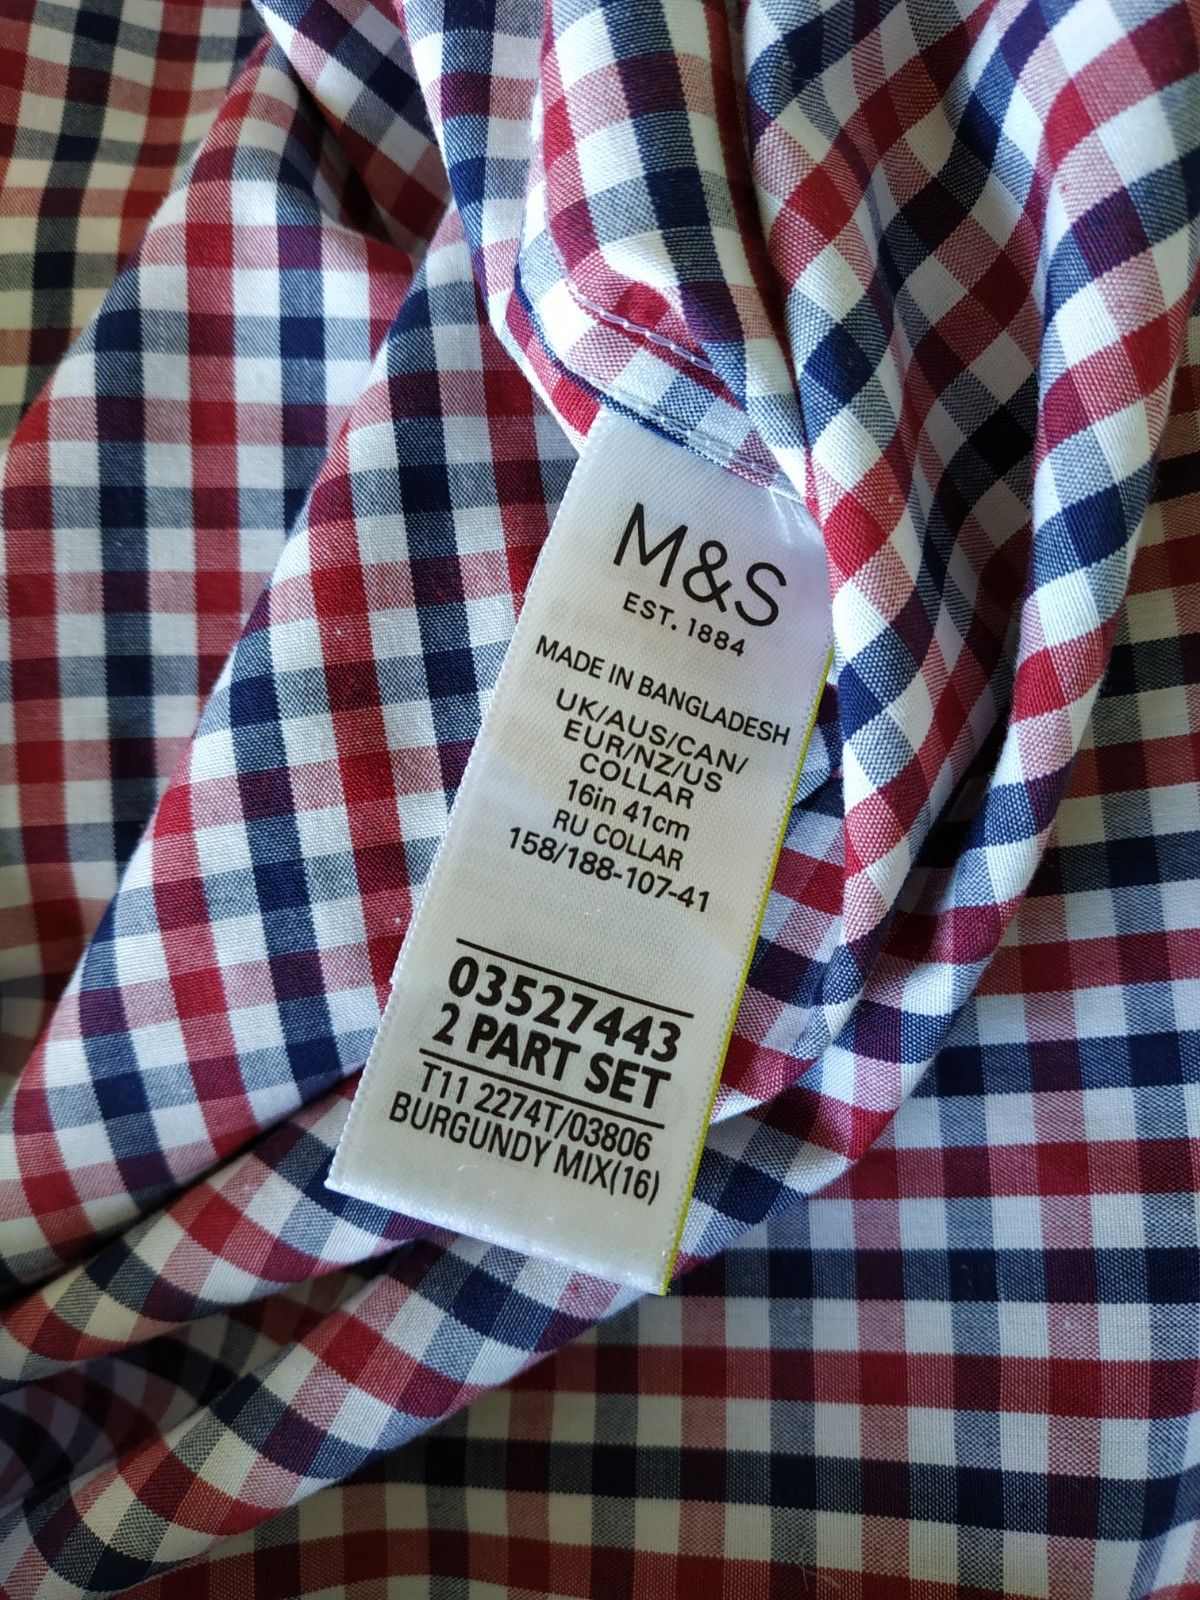 M&S
EST. 1884
MADE IN BANGLADESH
UK/AUS/CAN/
EUR/NZ/US
COLLAR
16in 41cm
RU COLLAR
158/188-107-41
03527443
2 PART SET
T11 2274T/03806
BURGUNDY MIX(16)